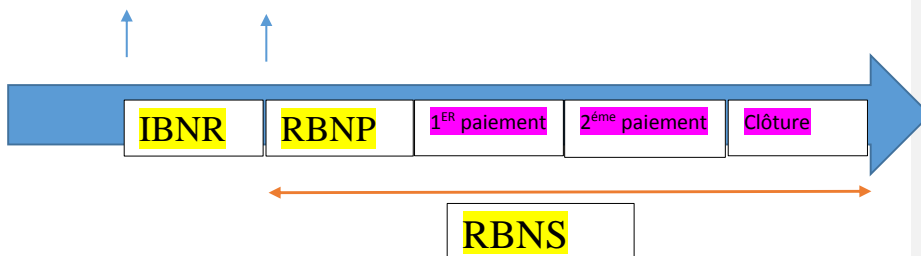 IBNR
RBNP
1ER paiement
2éme paiement
Clôture
RBNS